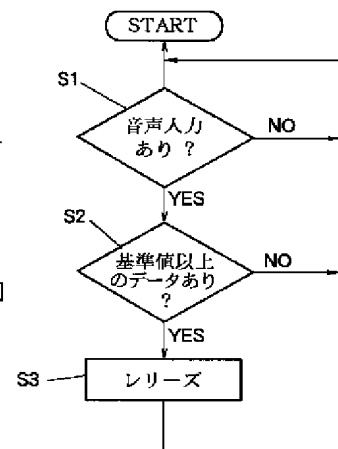 START
S1
音声入力
あり ?
NO
YES
S2
基準値以上
のデータあり
?
NO
YES
S3
レリーズ